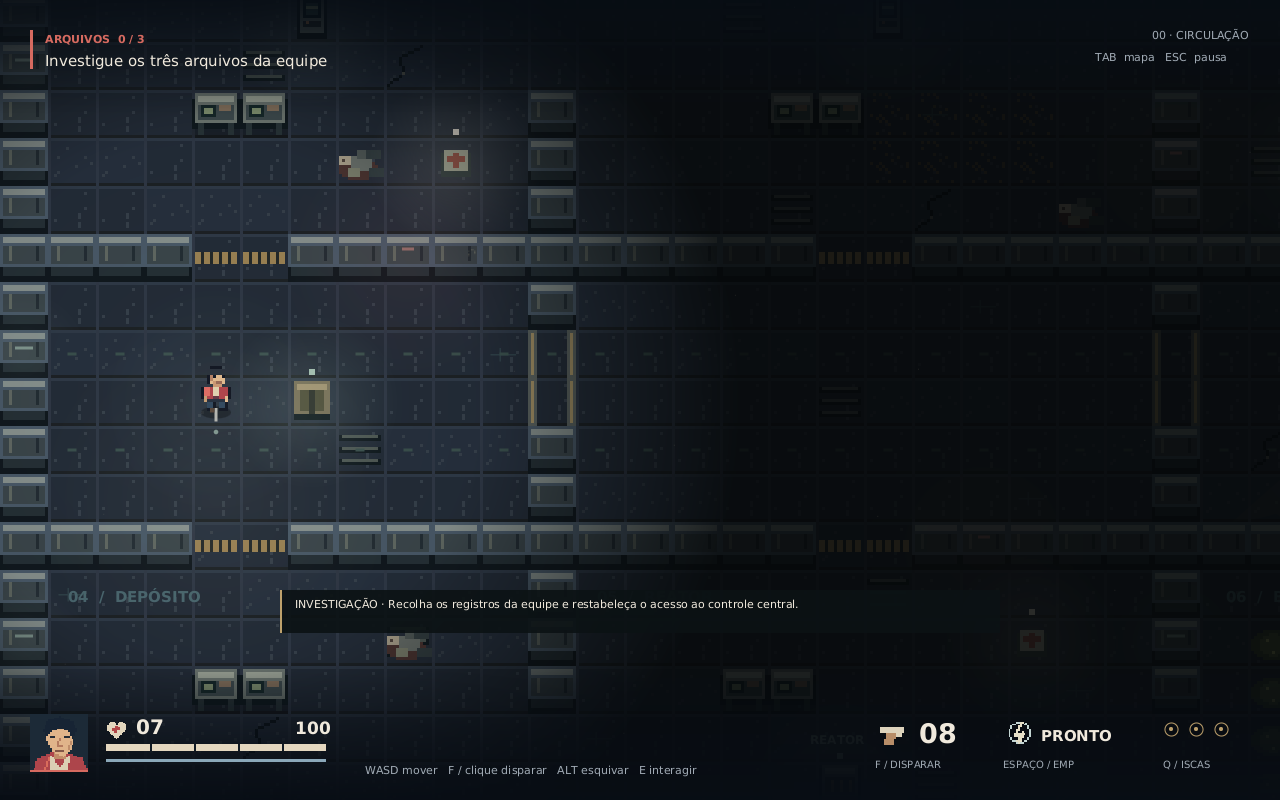 ARQUIVOS 0 / 3
Investigue os três arquivos da equipe
00 · CIRCULAÇÃO
TAB mapa ESC pausa
04 / DEPÓSITO
06 /
INVESTIGAÇÃO · Recolha os registros da equipe e restabeleça o acesso ao controle central.
REATOR
07
100
08
PRONTO
F / DISPARAR
ESPAÇO / EMP
Q / ISCAS
WASD mover F / clique disparar ALT esquivar E interagir